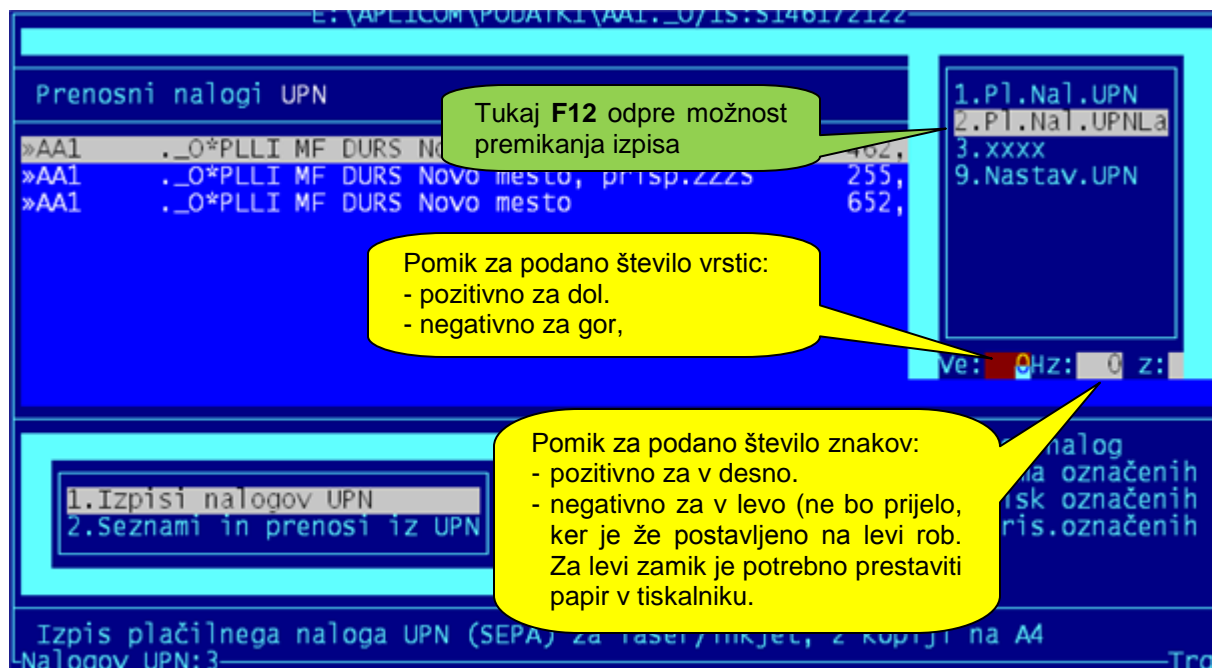 E:\APLICOM\PODATKI\AA1._O/IS:S146172122
Prenosni nalogi UPN
»AA1 ._O*PLLI MF DURS No 462,
»AA1 ._O*PLLI MF DURS Novo mesto, prisp.ZZZS 255,
»AA1 ._O*PLLI MF DURS Novo mesto 652,
Tukaj F12 odpre možnost
premikanja izpisa
1.Pl.Nal.UPN
2.Pl.Nal.UPNLa
3.xxxx
9.Nastav.UPN
Pomik za podano število vrstic:
- pozitivno za dol.
- negativno za gor,
Ve: 0Hz: 0 z:
Pomik za podano število znakov:
- pozitivno za v desno.
- negativno za v levo (ne bo prijelo,
ker je že postavljeno na levi rob.
Za levi zamik je potrebno prestaviti
papir v tiskalniku.
1.Izpisi nalogov UPN
2.Seznami in prenosi iz UPN
nalog
označenih
isk označenih
ris.označenih
Izpis plačilnega naloga UPN (SEPA) za laser/inkjet, 2 kopiji na A4
Nalogov UPN:3